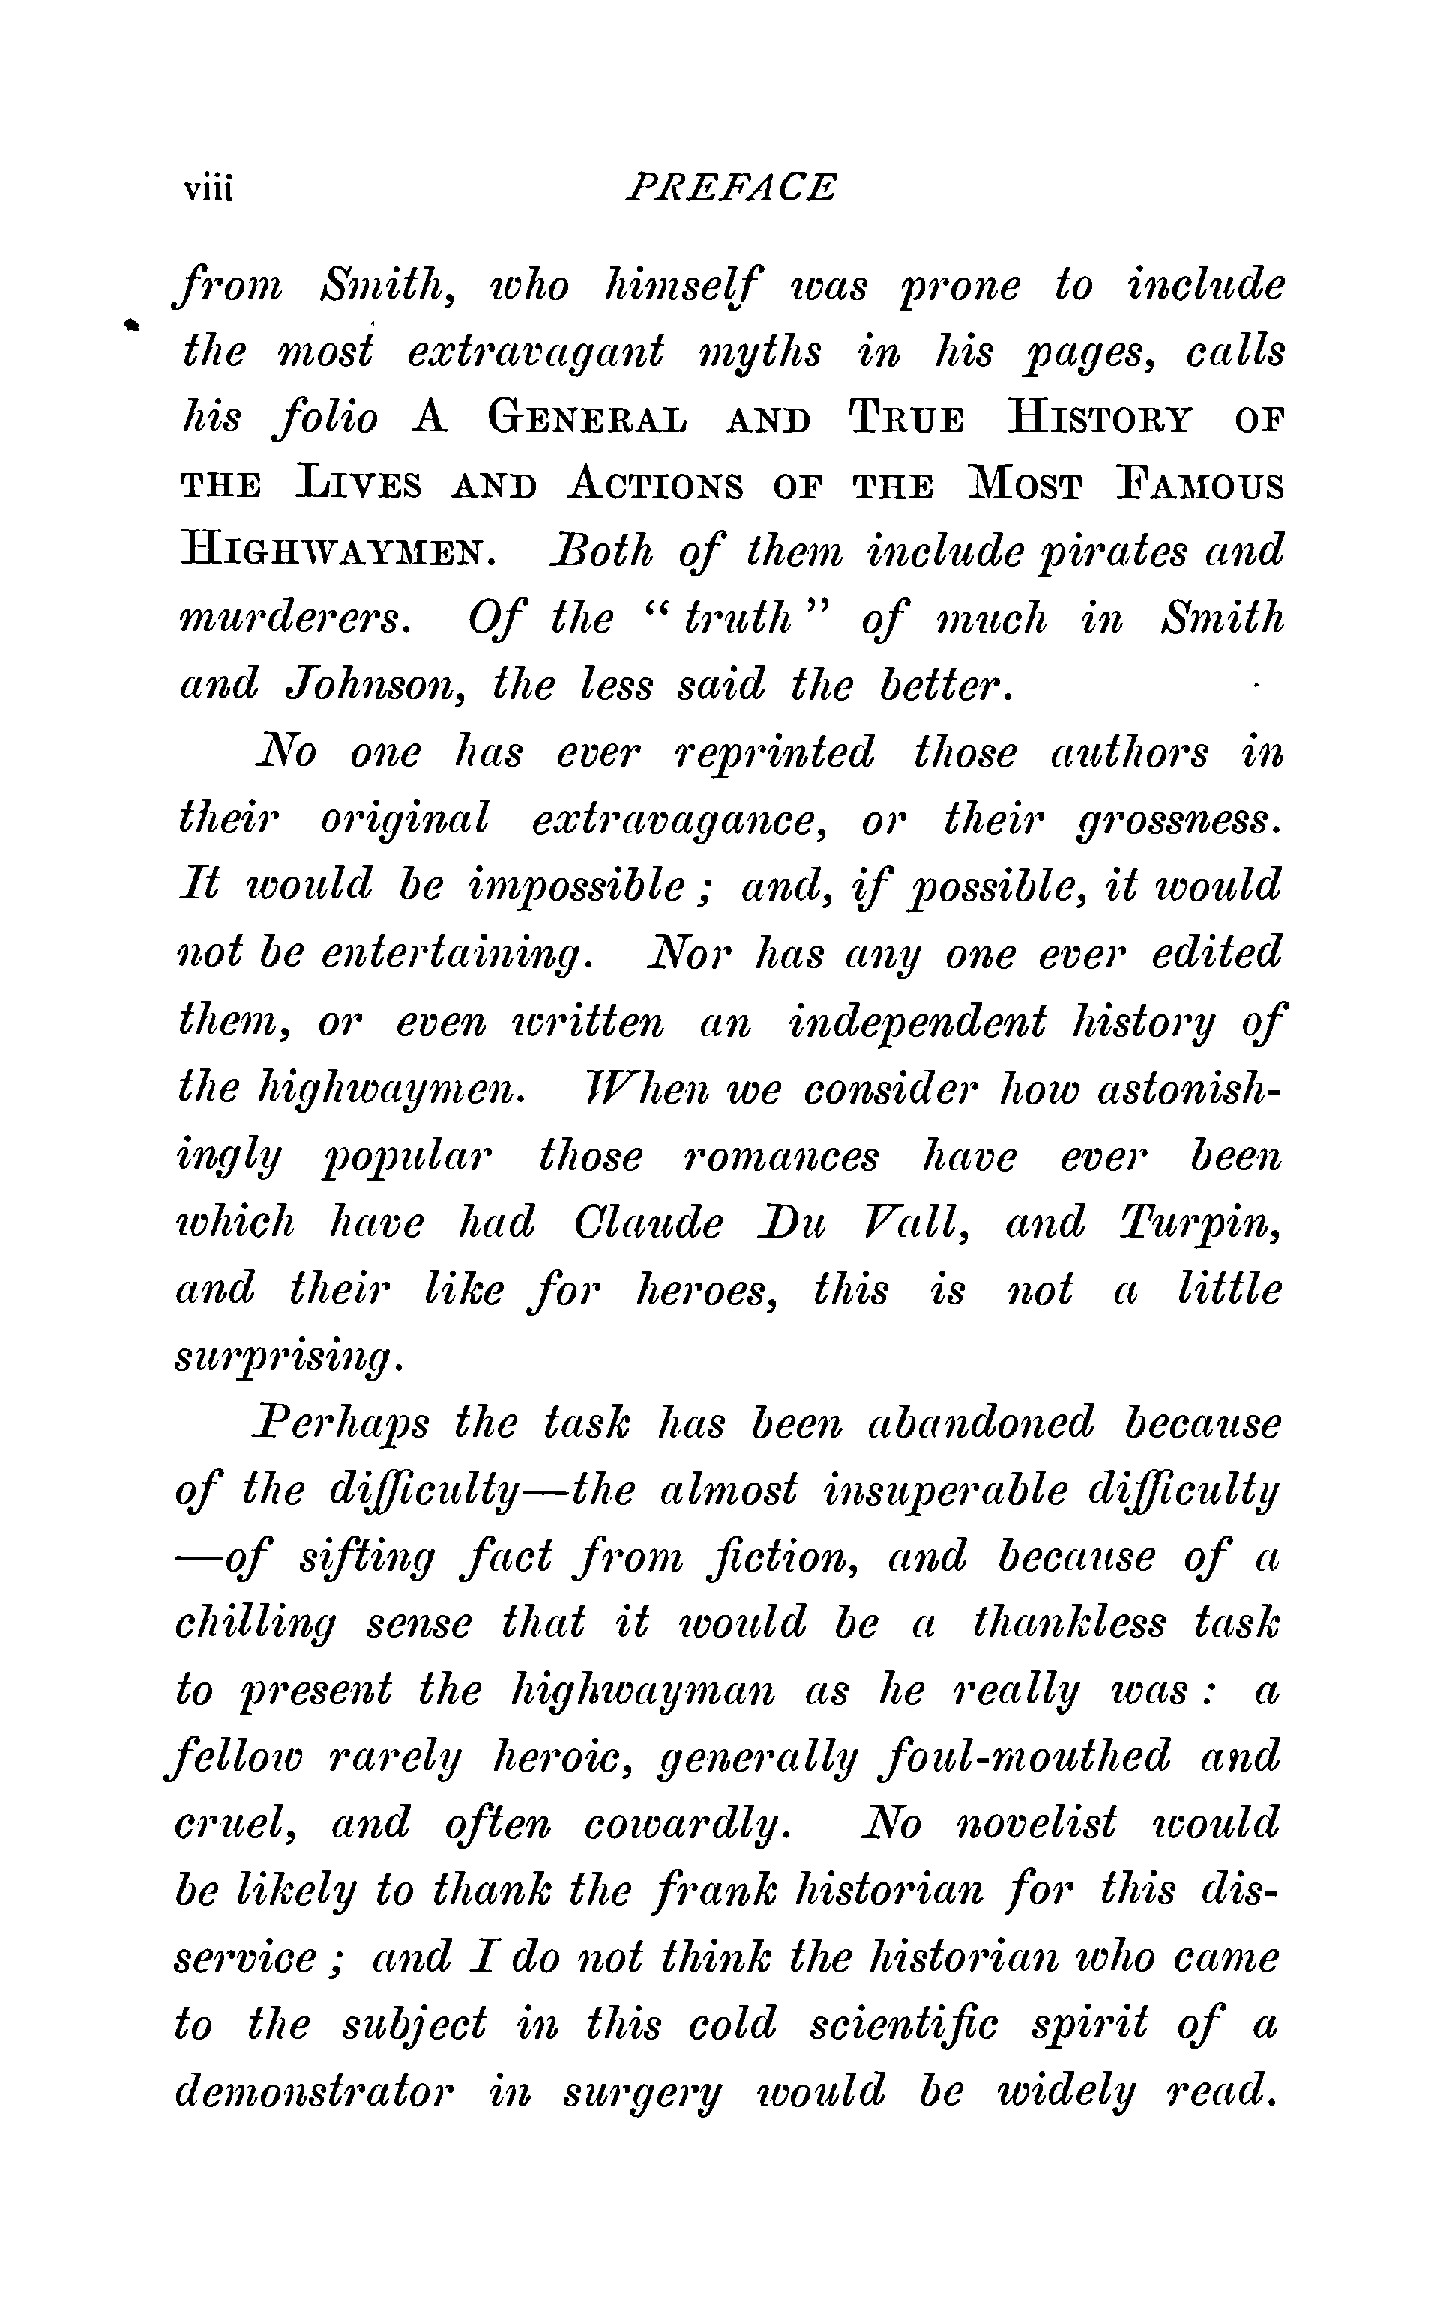 viii PREFACE
from Smith, who himself was prone to include
the most extravagant myths in his pages, calls
his folio A GENERAL AND TRUE HISTORY OF
THE LIVES AND ACTIONS OF THE MOST FAMOUS
HIGHWAYMEN. Both of them include pirates and
murderers. Of the “ truth ” of much in Smith
and Johnson, the less said the better.
No one has ever reprinted those authors in
their original extravagance, or their grossness.
It would be impossible ; and, if possible, it would
not be entertaining. Nor has any one ever edited
them, or even written an independent history of
the highwaymen. When we consider how astonish-
ingly popular those romances have ever been
which have had Claude Du Vall, and Turpin,
and their like for heroes, this is not a little
surprising.
Perhaps the task has been abandoned because
of the difficulty—the almost insuperable difficulty
—of sifting fact from fiction, and because of a
chilling sense that it would be a thankless task
to present the highwayman as he really was : a
fellow rarely heroic, generally foul-mouthed and
cruel, and often cowardly. No novelist would
be likely to thank the frank historian for this dis-
service ; and I do not think the historian who came
to the subject in this cold scientific spirit of a
demonstrator in surgery would be widely read.